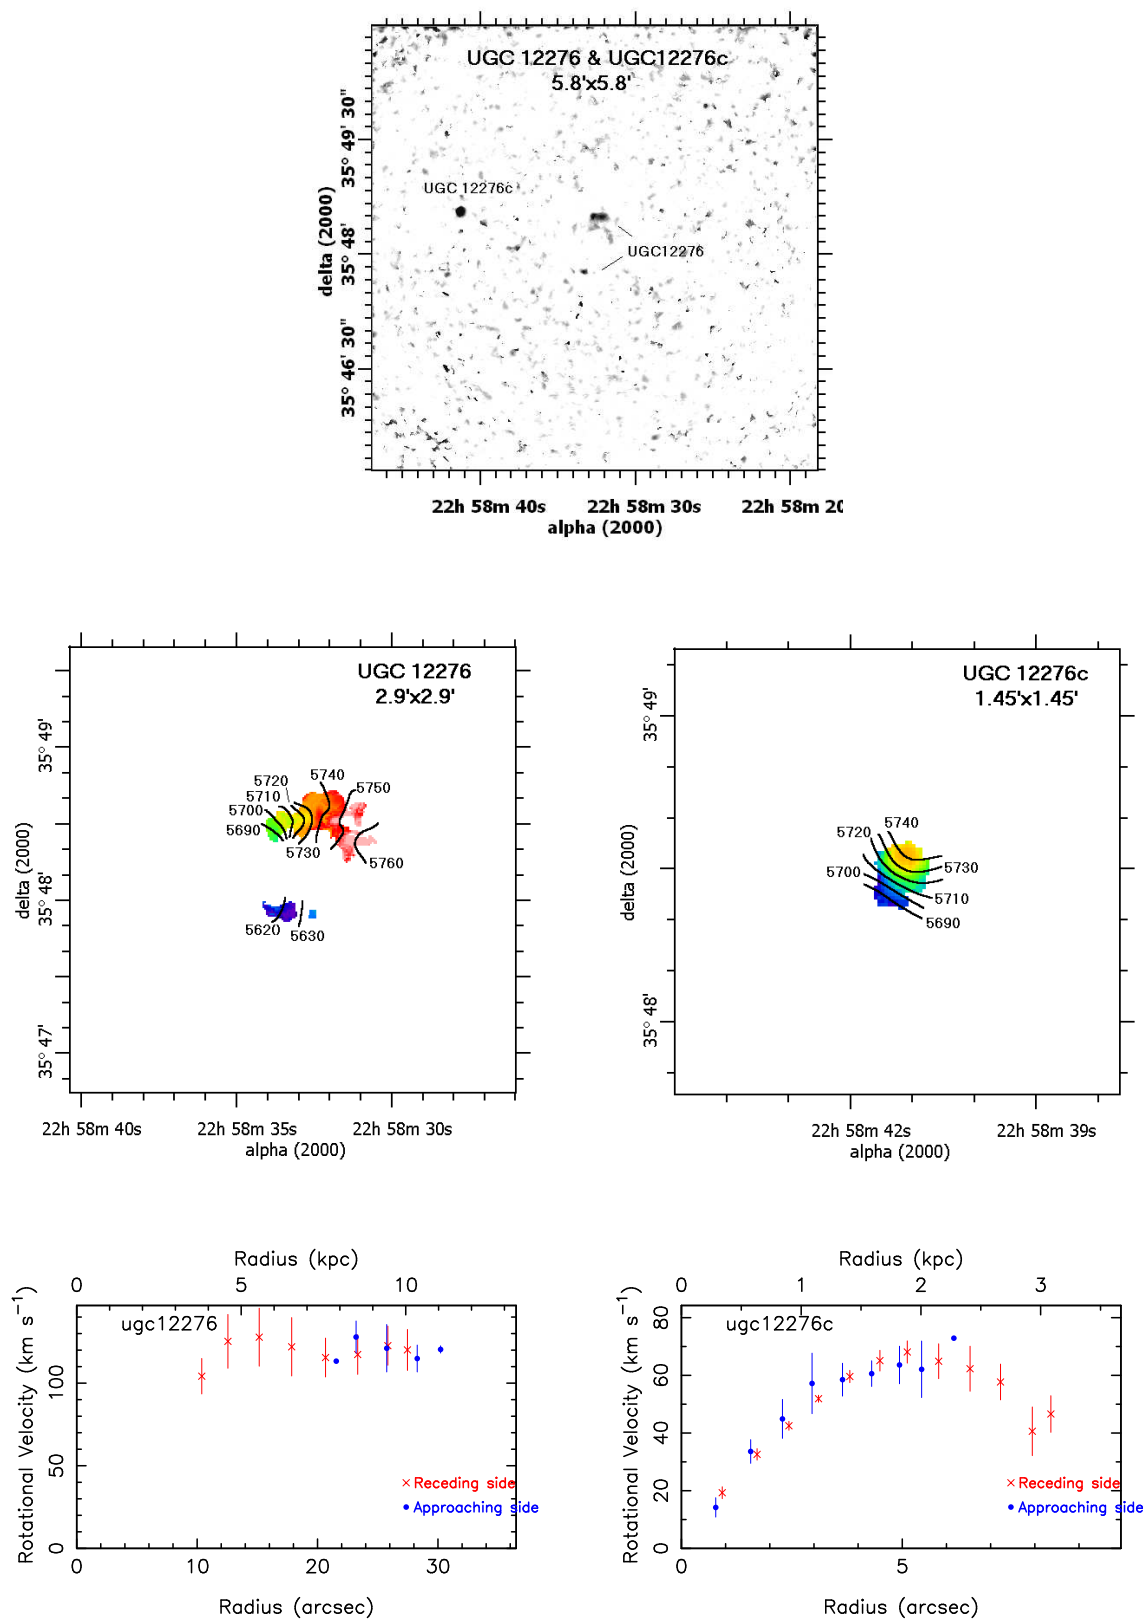 UGC 12276 & UGC12276c
5.8'x5.8'
35° 49' 30"
UGC 12276c
delta (2000)
35° 48'
UGC12276
35° 46' 30"
22h 58m 40s 22h 58m 30s 22h 58m 20
alpha (2000)
UGC 12276
2.9'x2.9'
35° 49'
5740
5720
5750
5710
5700
5690
5730
5760
delta (2000)
35° 48'
5620
5630
35° 47'
22h 58m 40s 22h 58m 35s 22h 58m 30s
alpha (2000)
UGC 12276c
1.45'x1.45'
35° 49'
5740
5720
5700
5730
5710
5690
delta (2000)
35° 48'
22h 58m 42s 22h 58m 39s
alpha (2000)
Radius (kpc)
0 5 10
ugc12276
Rotational Velocity (km s⁻¹)
100
50
0
× Receding side
• Approaching side
0 10 20 30
Radius (arcsec)
Radius (kpc)
0 1 2 3
ugc12276c
Rotational Velocity (km s⁻¹)
80
60
40
20
0
× Receding side
• Approaching side
0 5
Radius (arcsec)